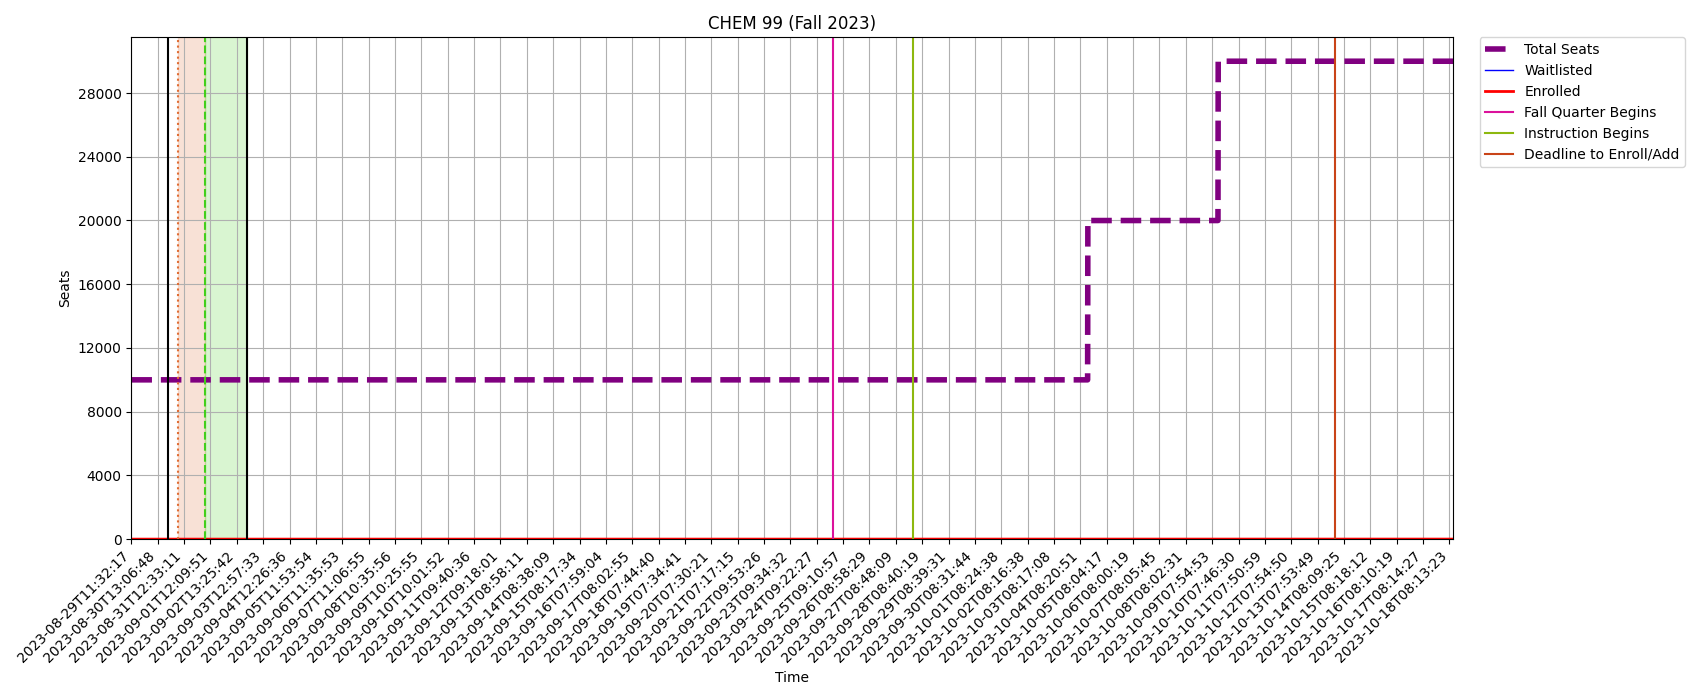 CHEM 99 (Fall 2023)
Total Seats
Waitlisted
Enrolled
Fall Quarter Begins
Instruction Begins
Deadline to Enroll/Add
Seats
28000
24000
20000
16000
12000
8000
4000
0
2023-08-29T11:32:17
2023-08-30T13:06:48
2023-08-31T12:33:11
2023-09-01T12:09:51
2023-09-02T13:25:42
2023-09-03T12:57:33
2023-09-04T12:26:36
2023-09-05T11:53:54
2023-09-06T11:35:53
2023-09-07T11:06:55
2023-09-08T10:35:56
2023-09-09T10:25:55
2023-09-10T10:01:52
2023-09-11T09:40:36
2023-09-12T09:18:01
2023-09-13T08:58:11
2023-09-14T08:38:09
2023-09-15T08:17:34
2023-09-16T07:59:04
2023-09-17T08:02:55
2023-09-18T07:44:40
2023-09-19T07:34:41
2023-09-20T07:30:21
2023-09-21T07:17:15
2023-09-22T09:53:26
2023-09-23T09:34:32
2023-09-24T09:22:27
2023-09-25T09:10:57
2023-09-26T08:58:29
2023-09-27T08:48:09
2023-09-28T08:40:19
2023-09-29T08:39:31
2023-09-30T08:31:44
2023-10-01T08:24:38
2023-10-02T08:16:38
2023-10-03T08:17:08
2023-10-04T08:20:51
2023-10-05T08:04:17
2023-10-06T08:00:19
2023-10-07T08:05:45
2023-10-08T08:02:31
2023-10-09T07:54:53
2023-10-10T07:46:30
2023-10-11T07:50:59
2023-10-12T07:54:50
2023-10-13T07:53:49
2023-10-14T08:09:25
2023-10-15T08:18:12
2023-10-16T08:10:19
2023-10-17T08:14:27
2023-10-18T08:13:23
Time